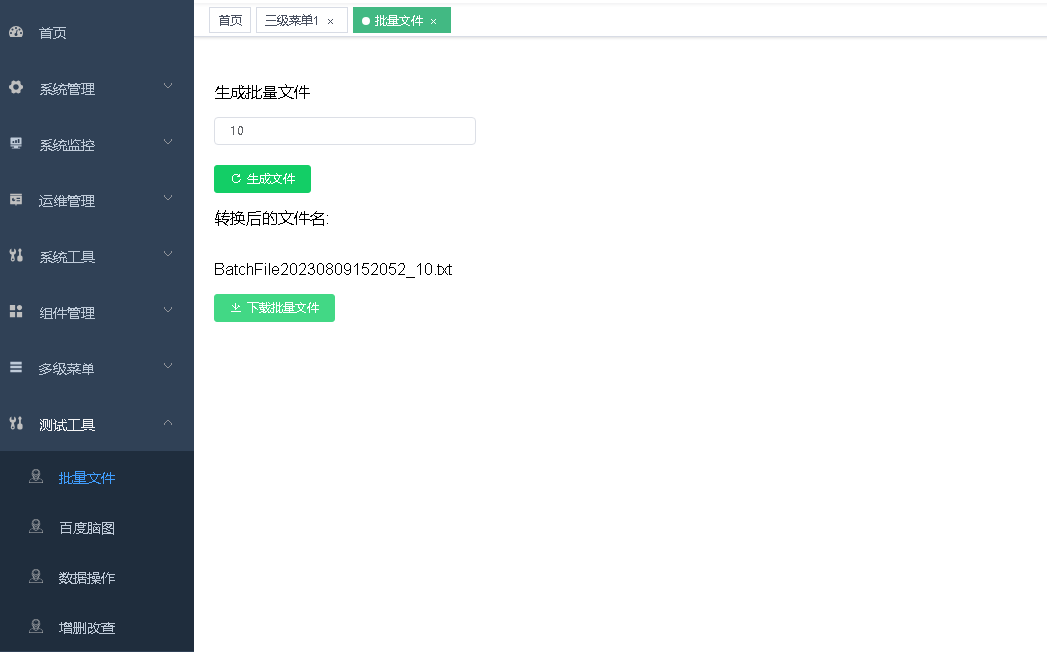 首页
系统管理
系统监控
运维管理
系统工具
组件管理
多级菜单
测试工具
批量文件
百度脑图
数据操作
增删改查
首页 三级菜单1 × 批量文件 ×
生成批量文件
10
生成文件
转换后的文件名:
BatchFile20230809152052_10.txt
下载批量文件